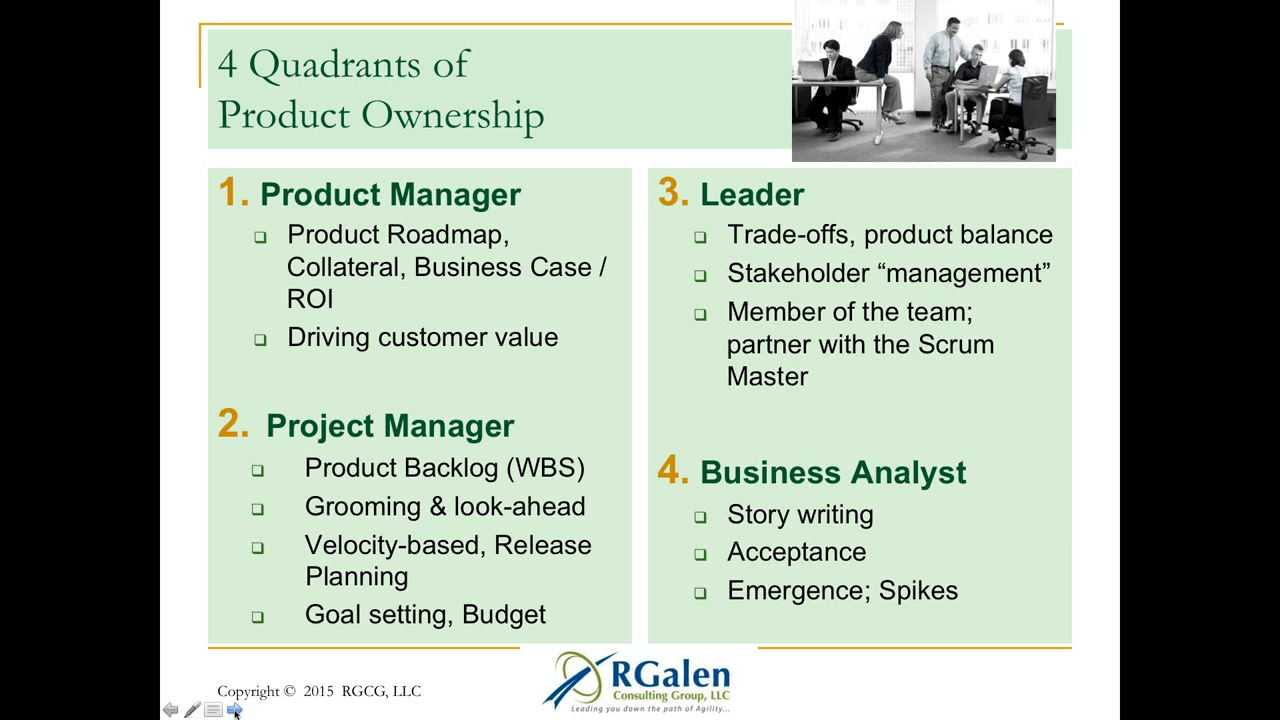 4 Quadrants of
Product Ownership
1. Product Manager
Product Roadmap,
Collateral, Business Case /
ROI
Driving customer value
2. Project Manager
Product Backlog (WBS)
Grooming & look-ahead
Velocity-based, Release
Planning
Goal setting, Budget
3. Leader
Trade-offs, product balance
Stakeholder “management”
Member of the team;
partner with the Scrum
Master
4. Business Analyst
Story writing
Acceptance
Emergence; Spikes
Copyright © 2015 RGCG, LLC
RGalen
Consulting Group, LLC
Leading you down the path of Agility...